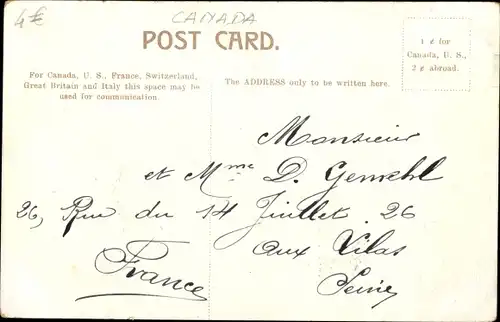 4€
CANADA
POST CARD.
1 ¢ for
Canada, U. S.,
2 ¢ abroad.
For Canada, U. S., France, Switzerland,
Great Britain and Italy this space may be
used for communication.
The ADDRESS only to be written here.
Monsieur
et Mme D.
26, Rue du 14 Juillet. 26
aux Lilas
Seine
France